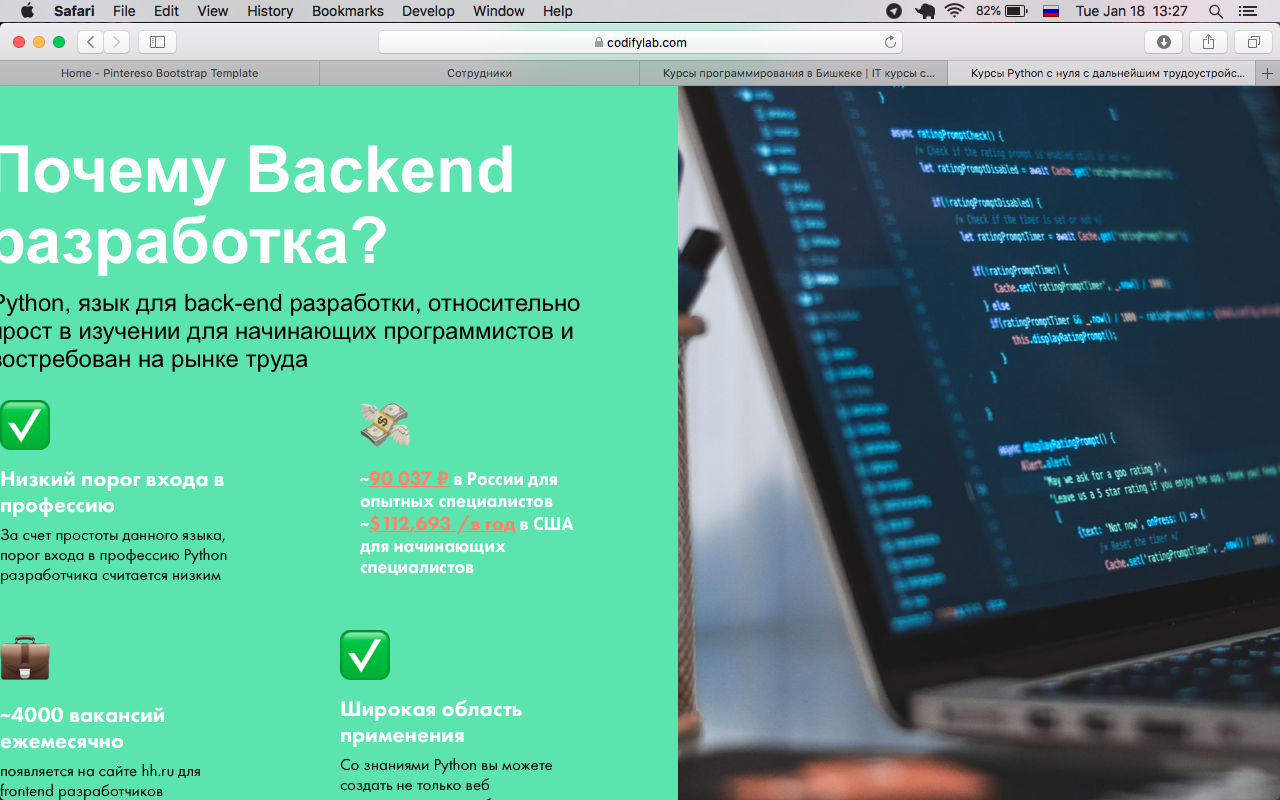 Safari File Edit View History Bookmarks Develop Window Help 82% Tue Jan 18 13:27
codifylab.com
Home - Pintereso Bootstrap Template
Сотрудники
Курсы программирования в Бишкеке | IT курсы с...
Курсы Python с нуля с дальнейшим трудоустройс...
Почему Backend
разработка?
Python, язык для back-end разработки, относительно
прост в изучении для начинающих программистов и
востребован на рынке труда
Низкий порог входа в
профессию
За счет простоты данного языка,
порог входа в профессию Python
разработчика считается низким
~90 037 ₽ в России для
опытных специалистов
~$112,693 /в год в США
для начинающих
специалистов
~4000 вакансий
ежемесячно
появляется на сайте hh.ru для
frontend разработчиков
Широкая область
применения
Со знаниями Python вы можете
создать не только веб
}
async ratingPromptCheck() {
/* Check if the rating prompt is enabled still or not */
let ratingPromptDisabled = await Cache.get('ratingPromptDisabled');
if(!ratingPromptDisabled) {
/* Check if the timer is set or not */
let ratingPromptTimer = await Cache.get('ratingPromptTimer');
if(!ratingPromptTimer) {
Cache.set('ratingPromptTimer', _.now() / 1000);
} else
if(ratingPromptTimer && _.now() / 1000 - ratingPromptTimer >
this.displayRatingPrompt();
}
}
}
async displayRatingPrompt() {
Alert.alert(
'May we ask for a goo rating ?',
'Leave us a 5 star rating if you enjoy the app, thank you!
[
{text: 'Not now', onPress: () => {
/* Reset the timer */
Cache.set('ratingPromptTimer', _.now() / 1000);